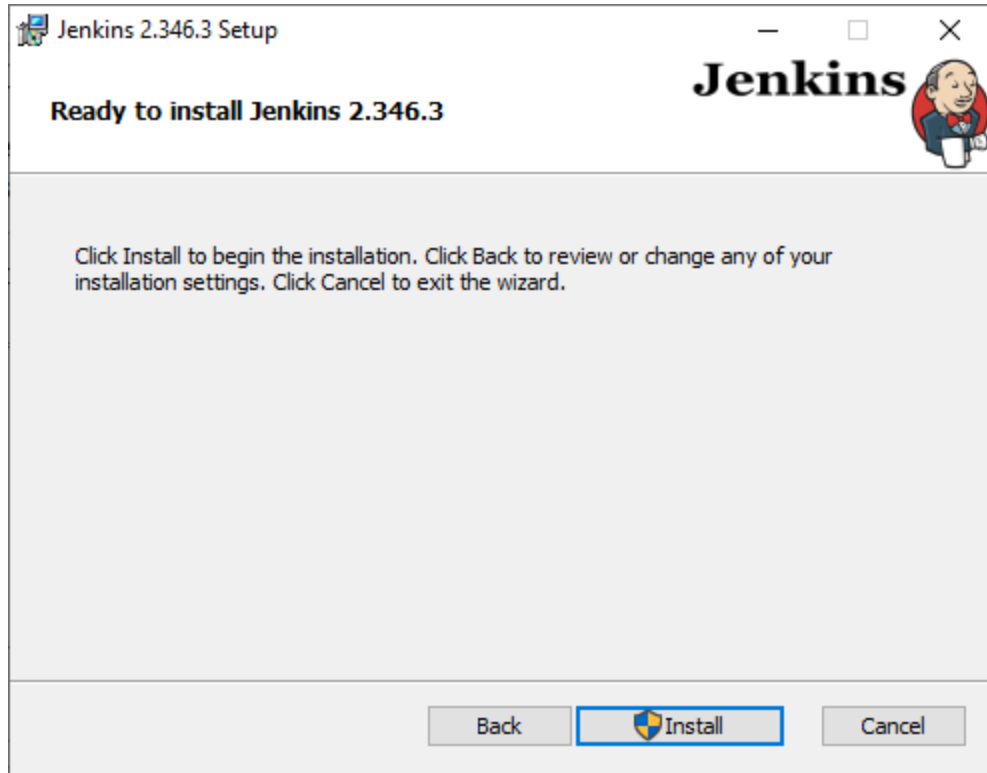 Jenkins 2.346.3 Setup
Jenkins
Ready to install Jenkins 2.346.3
Click Install to begin the installation. Click Back to review or change any of your
installation settings. Click Cancel to exit the wizard.
Back Install Cancel